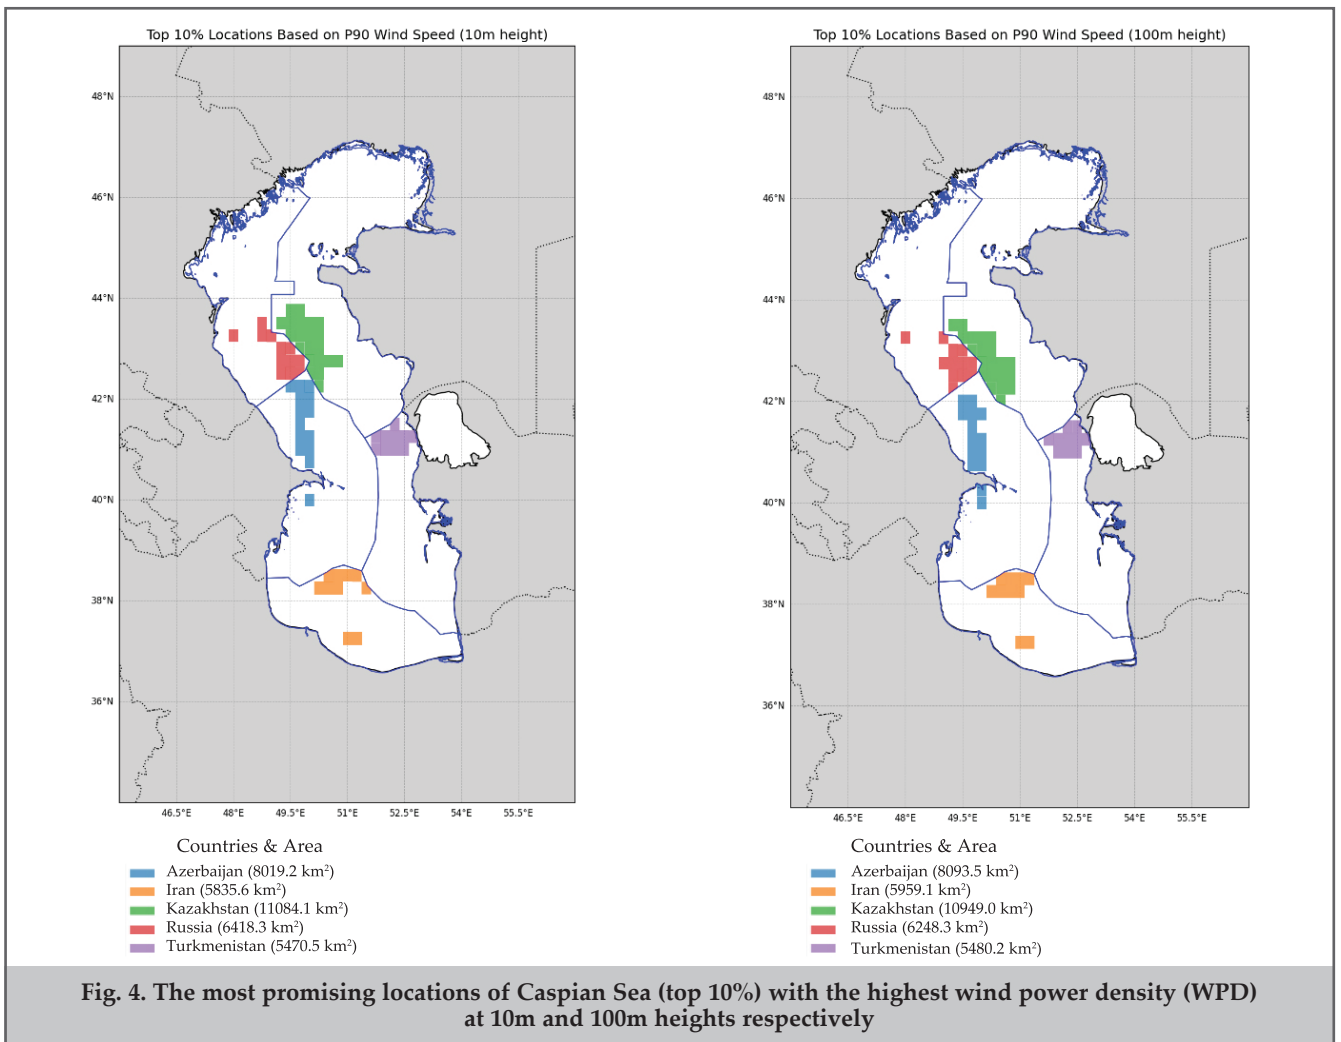 Top 10% Locations Based on P90 Wind Speed (10m height)
48°N
46°N
44°N
42°N
40°N
38°N
36°N
46.5°E 48°E 49.5°E 51°E 52.5°E 54°E 55.5°E
Countries & Area
Azerbaijan (8019.2 km²)
Iran (5835.6 km²)
Kazakhstan (11084.1 km²)
Russia (6418.3 km²)
Turkmenistan (5470.5 km²)
Top 10% Locations Based on P90 Wind Speed (100m height)
48°N
46°N
44°N
42°N
40°N
38°N
36°N
46.5°E 48°E 49.5°E 51°E 52.5°E 54°E 55.5°E
Countries & Area
Azerbaijan (8093.5 km²)
Iran (5959.1 km²)
Kazakhstan (10949.0 km²)
Russia (6248.3 km²)
Turkmenistan (5480.2 km²)
Fig. 4. The most promising locations of Caspian Sea (top 10%) with the highest wind power density (WPD)
at 10m and 100m heights respectively